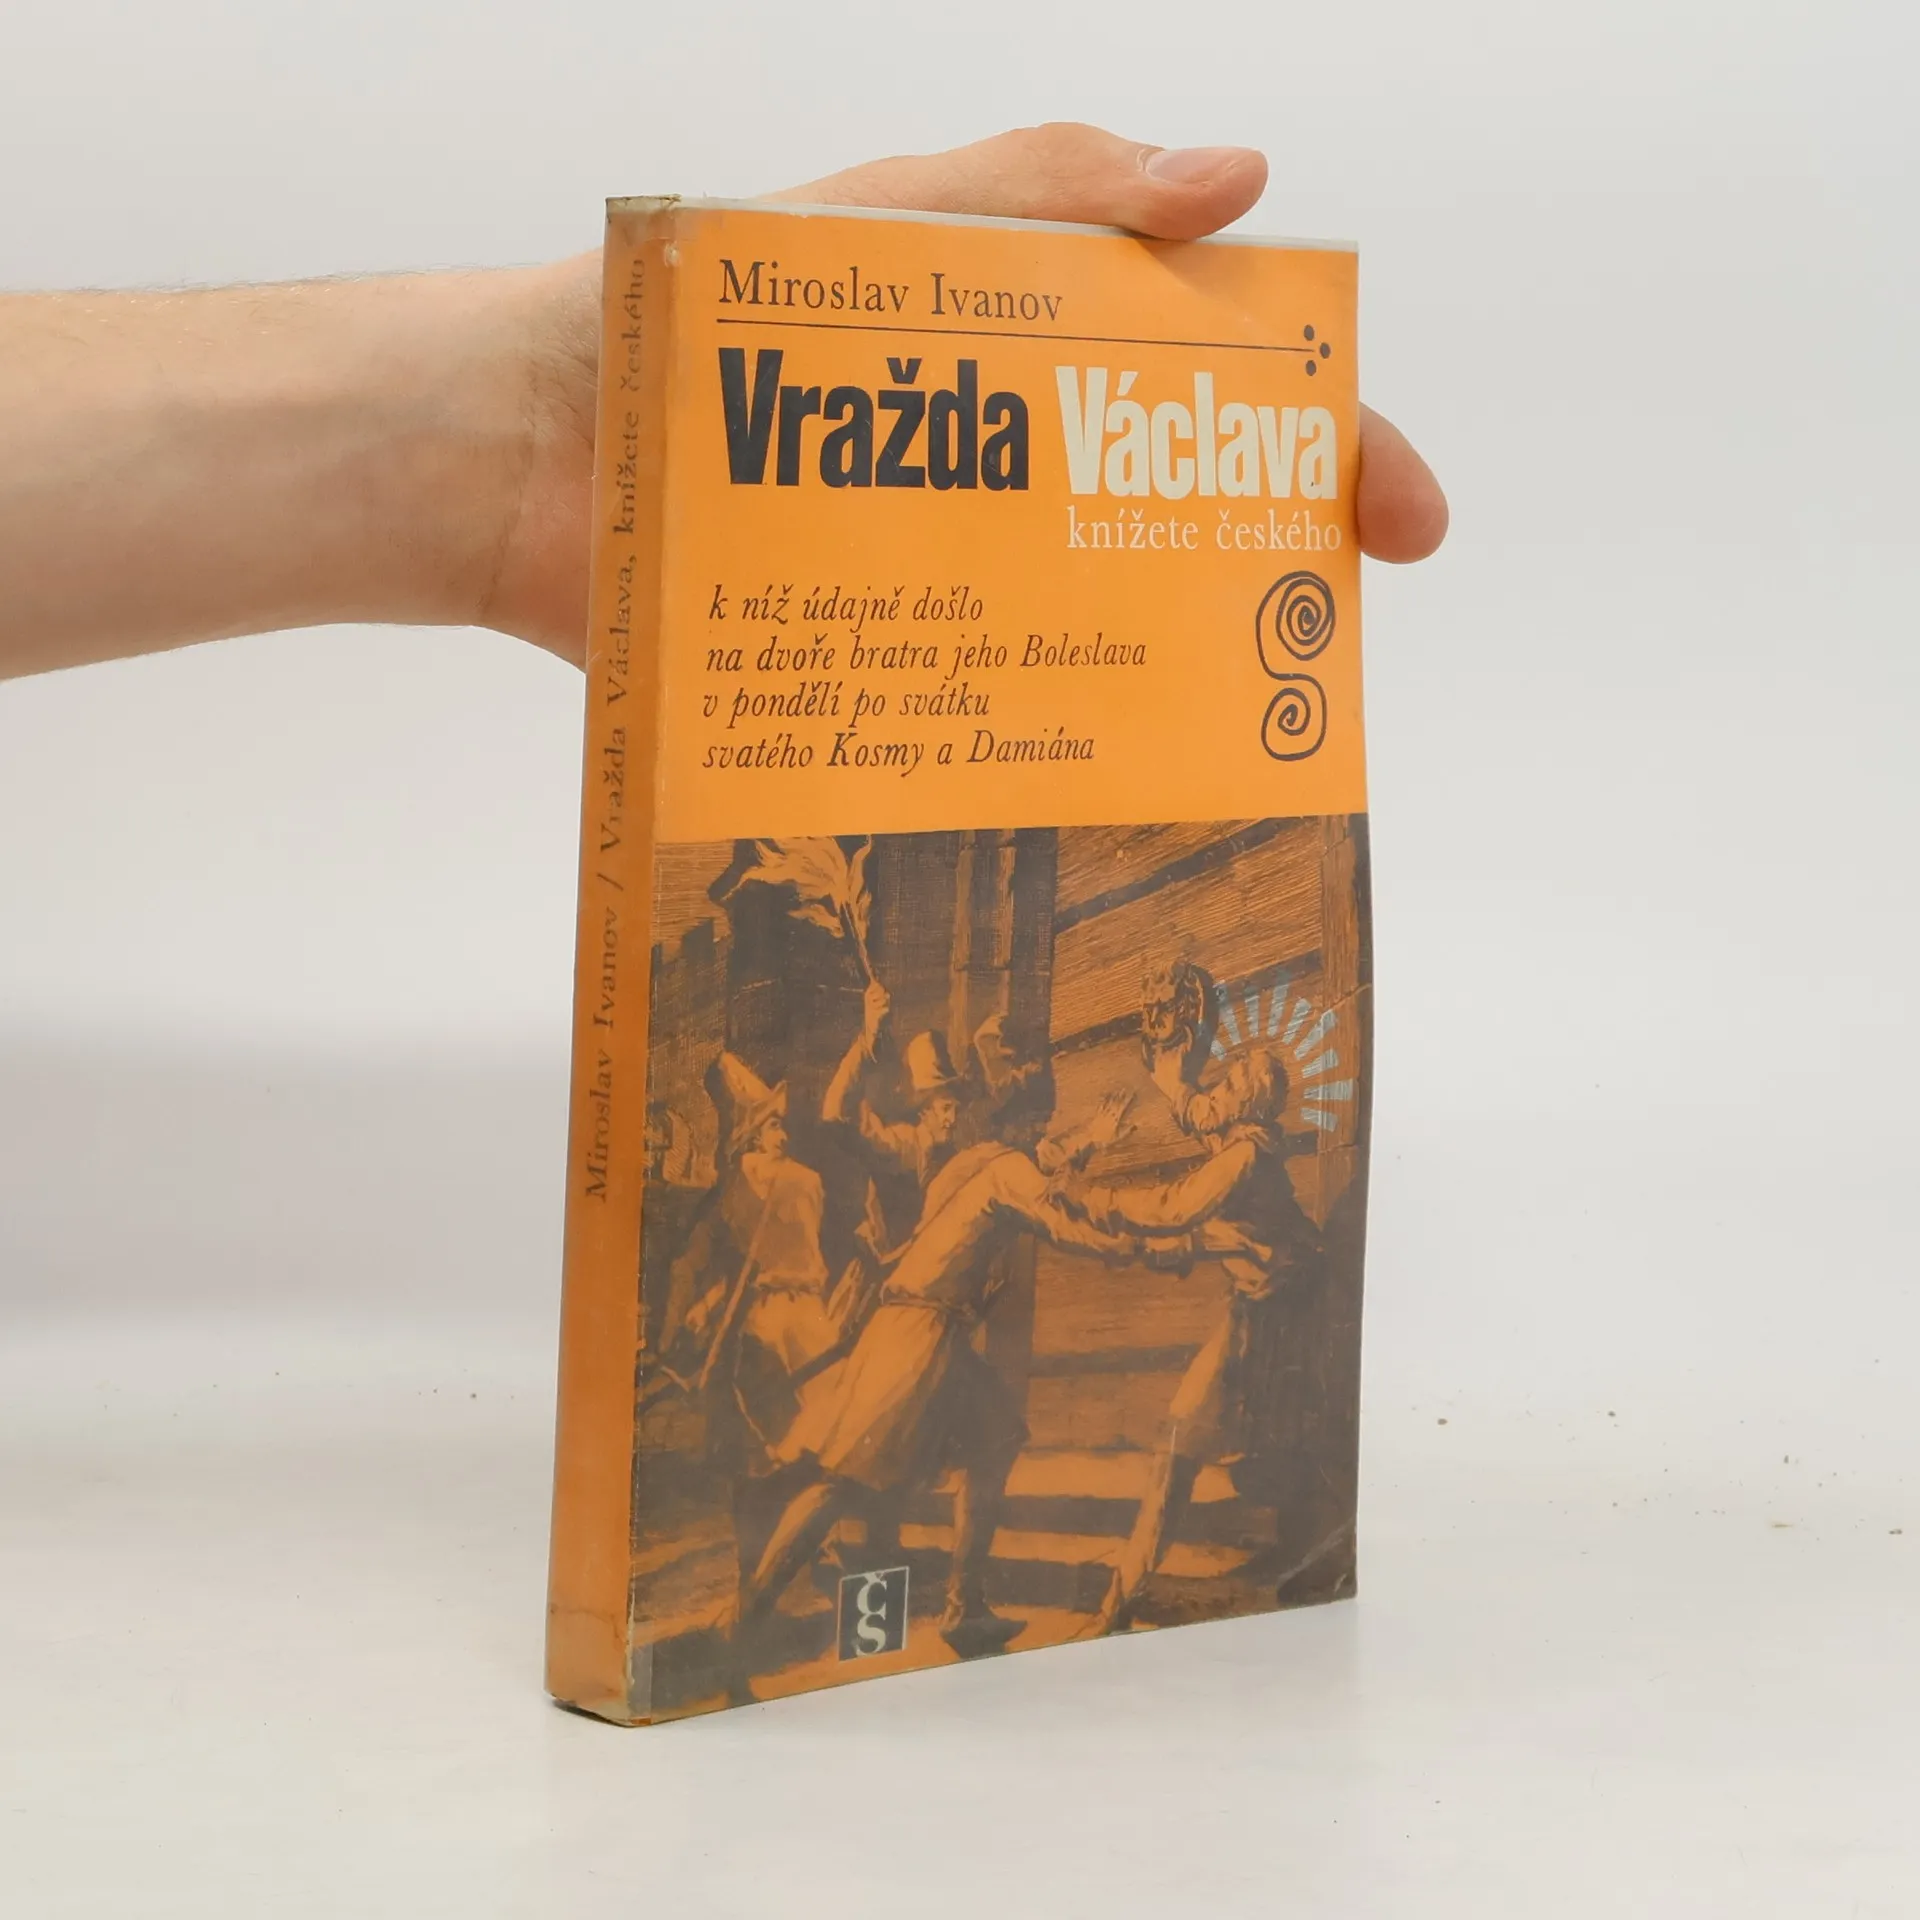 Miroslav Ivanov
Vražda Václava
knížete českého
k níž údajně došlo
na dvoře bratra jeho Boleslava
v pondělí po svátku
svatého Kosmy a Damiána
ČS
Miroslav Ivanov / Vražda Václava, knížete českého